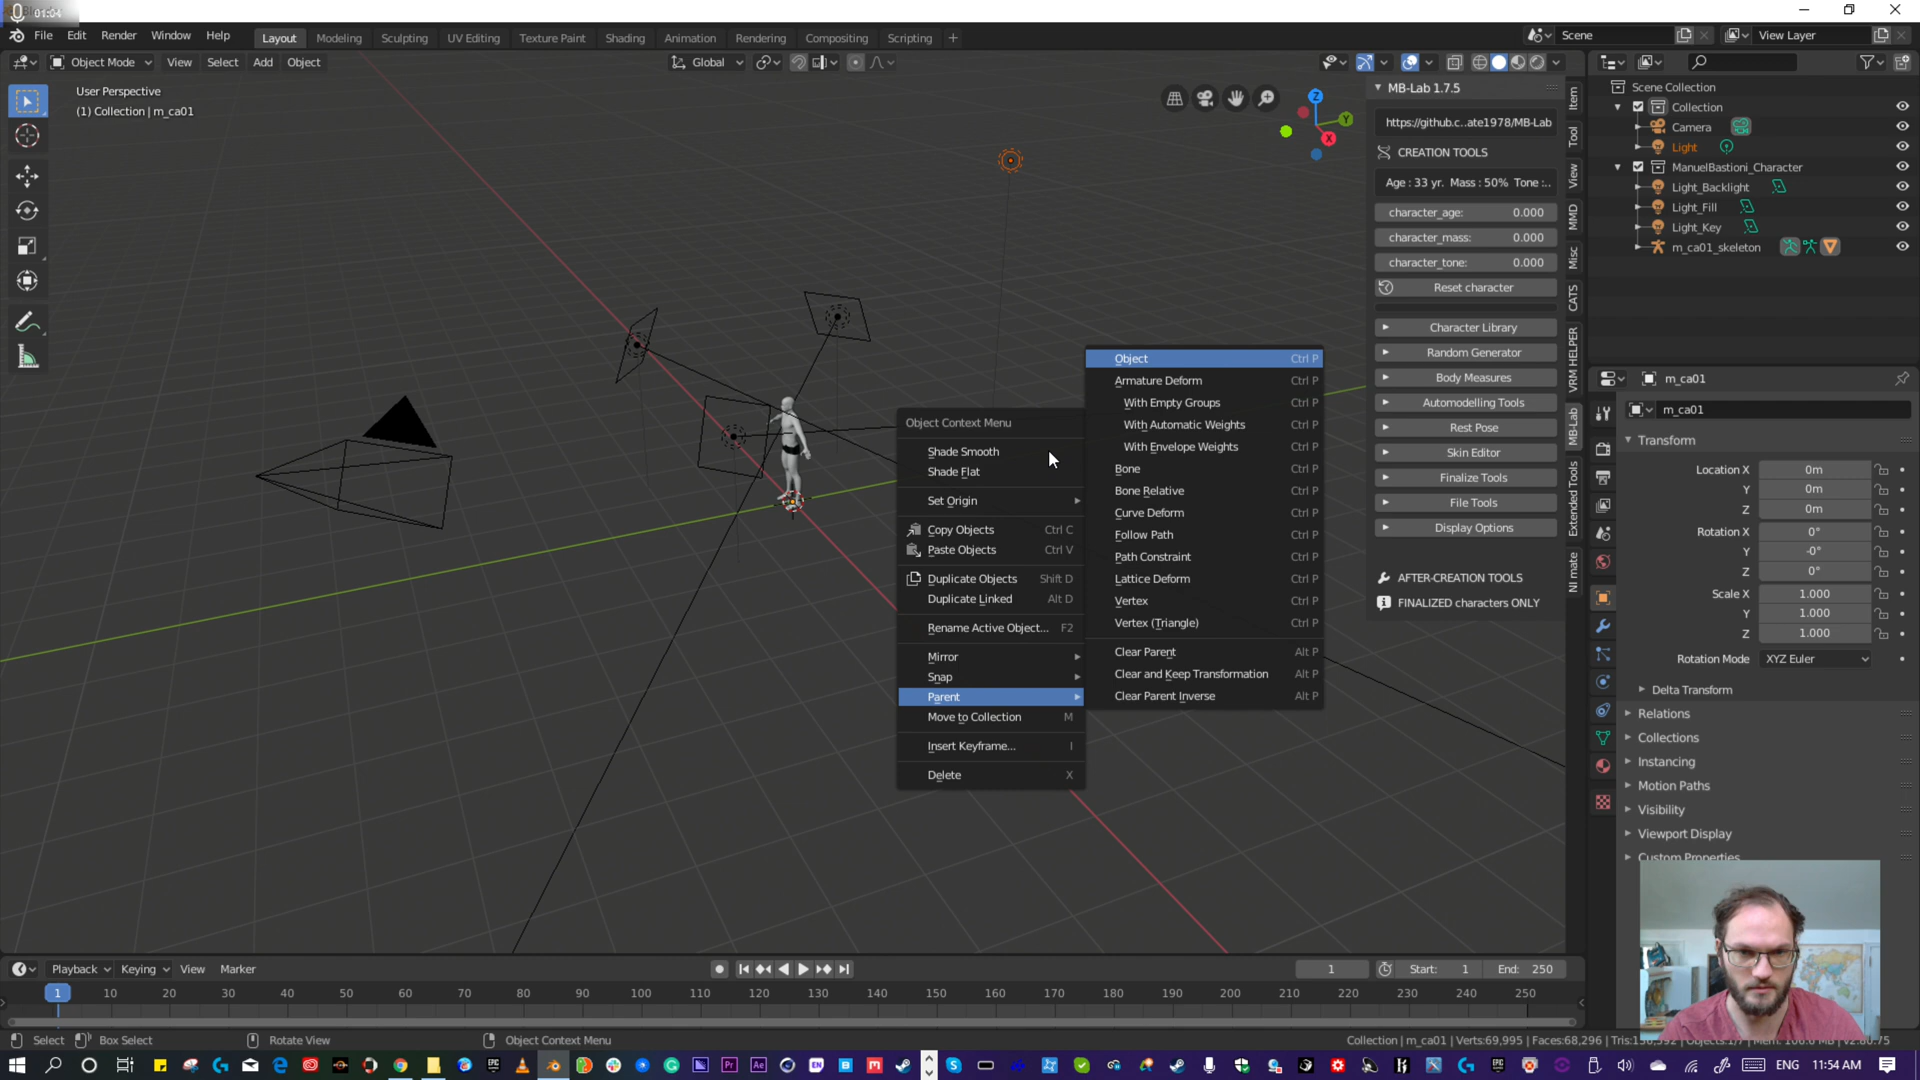 01:04
File Edit Render Window Help Layout Modeling Sculpting UV Editing Texture Paint Shading Animation Rendering Compositing Scripting + Scene View Layer
Object Mode View Select Add Object Global
User Perspective
(1) Collection | m_ca01
Z
Y
X
MB-Lab 1.7.5
https://github.c..ate1978/MB-Lab
CREATION TOOLS
Age : 33 yr. Mass : 50% Tone :..
character_age: 0.000
character_mass: 0.000
character_tone: 0.000
Reset character
Character Library
Random Generator
Body Measures
Automodelling Tools
Rest Pose
Skin Editor
Finalize Tools
File Tools
Display Options
AFTER-CREATION TOOLS
FINALIZED characters ONLY
Item
Tool
View
MMD
Misc
CATS
VRM HELPER
MB-Lab
Extended Tools
NI mate
Object Context Menu
Shade Smooth
Shade Flat
Set Origin
Copy Objects Ctrl C
Paste Objects Ctrl V
Duplicate Objects Shift D
Duplicate Linked Alt D
Rename Active Object... F2
Mirror
Snap
Parent
Move to Collection M
Insert Keyframe... I
Delete X
Object Ctrl P
Armature Deform Ctrl P
With Empty Groups Ctrl P
With Automatic Weights Ctrl P
With Envelope Weights Ctrl P
Bone Ctrl P
Bone Relative Ctrl P
Curve Deform Ctrl P
Follow Path Ctrl P
Path Constraint Ctrl P
Lattice Deform Ctrl P
Vertex Ctrl P
Vertex (Triangle) Ctrl P
Clear Parent Alt P
Clear and Keep Transformation Alt P
Clear Parent Inverse Alt P
Scene Collection
Collection
Camera
Light
ManuelBastioni_Character
Light_Backlight
Light_Fill
Light_Key
m_ca01_skeleton
m_ca01
m_ca01
Transform
Location X 0m
Y 0m
Z 0m
Rotation X 0°
Y -0°
Z 0°
Scale X 1.000
Y 1.000
Z 1.000
Rotation Mode XYZ Euler
Delta Transform
Relations
Collections
Instancing
Motion Paths
Visibility
Viewport Display
Custom Properties
Playback Keying View Marker 1 Start: 1 End: 250
1 10 20 30 40 50 60 70 80 90 100 110 120 130 140 150 160 170 180 190 200 210 220 230 240 250
Select Box Select Rotate View Object Context Menu Collection | m_ca01 | Verts:69,995 | Faces:68,296 |
ENG 11:54 AM